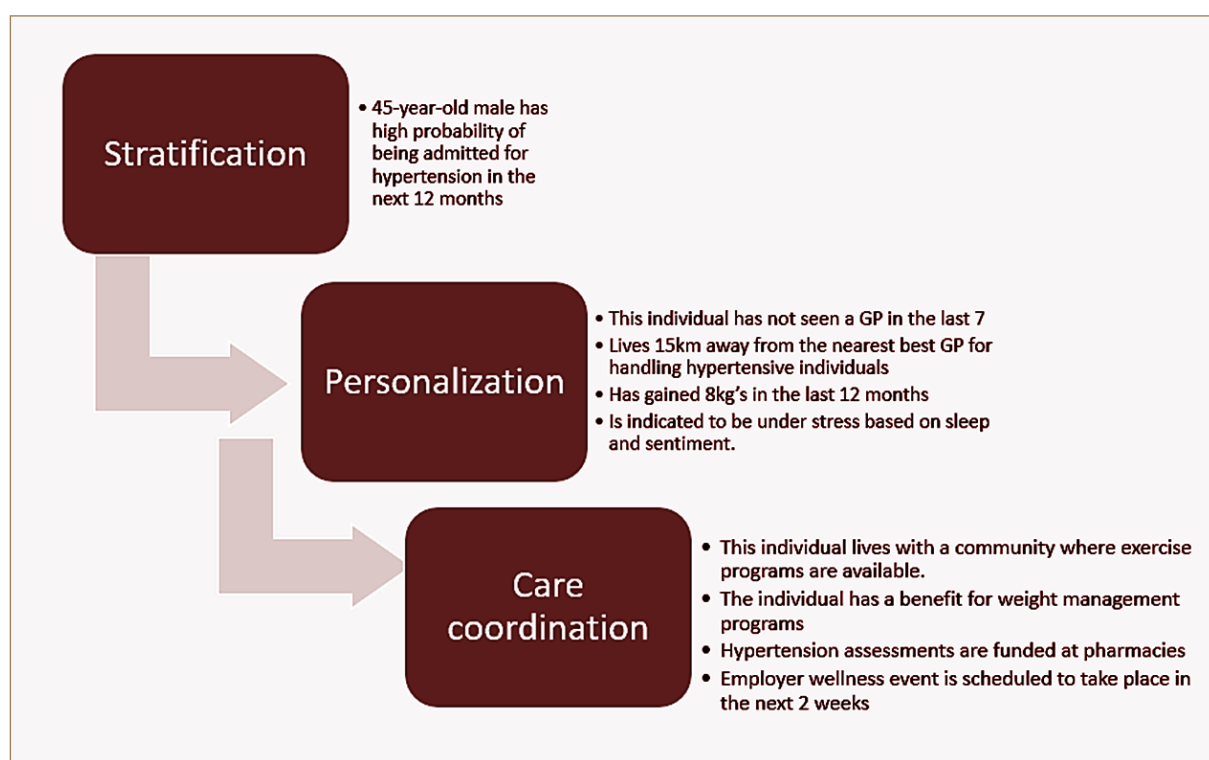 Stratification
• 45-year-old male has
high probability of
being admitted for
hypertension in the
next 12 months
Personalization
• This individual has not seen a GP in the last 7
• Lives 15km away from the nearest best GP for
handling hypertensive individuals
• Has gained 8kg's in the last 12 months
• Is indicated to be under stress based on sleep
and sentiment.
Care
coordination
• This individual lives with a community where exercise
programs are available.
• The individual has a benefit for weight management
programs
• Hypertension assessments are funded at pharmacies
• Employer wellness event is scheduled to take place in
the next 2 weeks